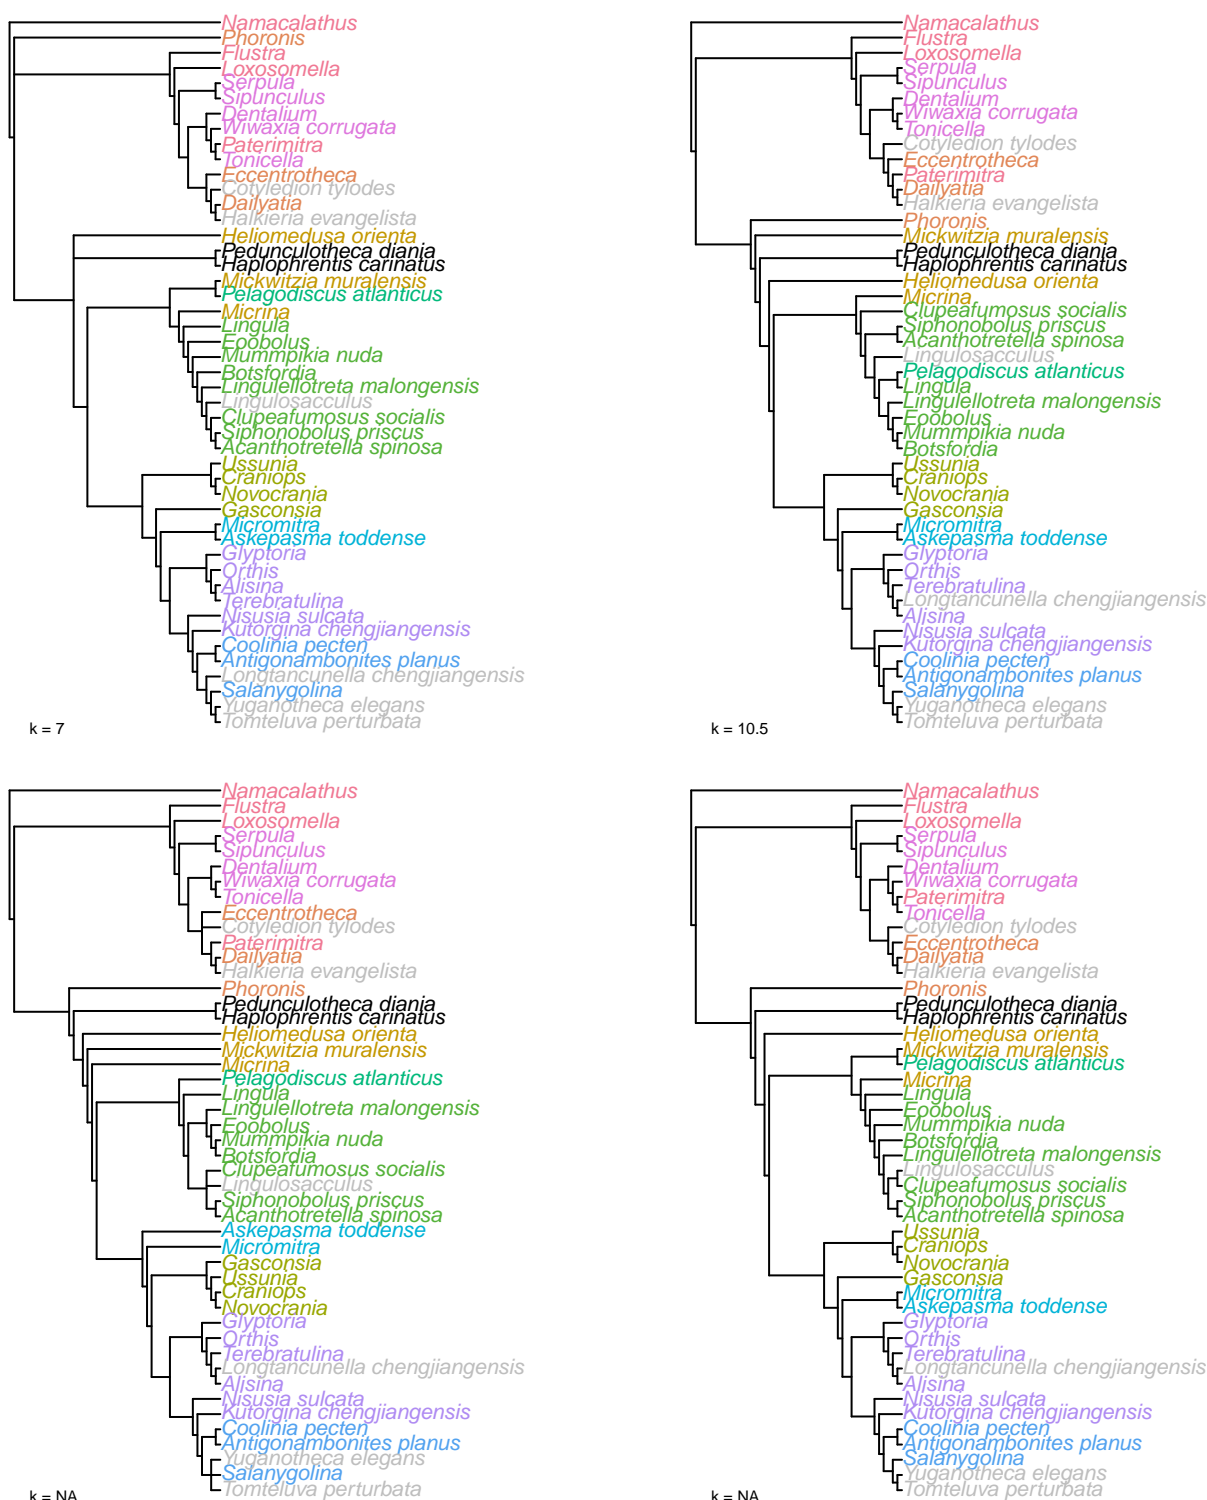 Namacalathus
Phoronis
Flustra
Loxosomella
Serpula
Sipunculus
Dentalium
Wiwaxia corrugata
Paterimitra
Tonicella
Eccentrotheca
Cotyledion tylodes
Dailyatia
Halkieria evangelista
Heliomedusa orienta
Pedunculotheca diania
Haplophrentis carinatus
Mickwitzia muralensis
Pelagodiscus atlanticus
Micrina
Lingula
Eoobolus
Mummpikia nuda
Botsfordia
Lingulellotreta malongensis
Lingulosacculus
Clupeafumosus socialis
Siphonobolus priscus
Acanthotretella spinosa
Ussunia
Craniops
Novocrania
Gasconsia
Micromitra
Askepasma toddense
Glyptoria
Orthis
Alisina
Terebratulina
Nisusia sulcata
Kutorgina chengjiangensis
Coolinia pecten
Antigonambonites planus
Longtancunella chengjiangensis
Salanygolina
Yuganotheca elegans
Tomteluva perturbata
k = 7
Namacalathus
Flustra
Loxosomella
Serpula
Sipunculus
Dentalium
Wiwaxia corrugata
Tonicella
Cotyledion tylodes
Eccentrotheca
Paterimitra
Dailyatia
Halkieria evangelista
Phoronis
Mickwitzia muralensis
Pedunculotheca diania
Haplophrentis carinatus
Heliomedusa orienta
Micrina
Clupeafumosus socialis
Siphonobolus priscus
Acanthotretella spinosa
Lingulosacculus
Pelagodiscus atlanticus
Lingula
Lingulellotreta malongensis
Eoobolus
Mummpikia nuda
Botsfordia
Ussunia
Craniops
Novocrania
Gasconsia
Micromitra
Askepasma toddense
Glyptoria
Orthis
Terebratulina
Longtancunella chengjiangensis
Alisina
Nisusia sulcata
Kutorgina chengjiangensis
Coolinia pecten
Antigonambonites planus
Salanygolina
Yuganotheca elegans
Tomteluva perturbata
k = 10.5
Namacalathus
Flustra
Loxosomella
Serpula
Sipunculus
Dentalium
Wiwaxia corrugata
Tonicella
Eccentrotheca
Cotyledion tylodes
Paterimitra
Dailyatia
Halkieria evangelista
Phoronis
Pedunculotheca diania
Haplophrentis carinatus
Heliomedusa orienta
Mickwitzia muralensis
Micrina
Pelagodiscus atlanticus
Lingula
Lingulellotreta malongensis
Eoobolus
Mummpikia nuda
Botsfordia
Clupeafumosus socialis
Lingulosacculus
Siphonobolus priscus
Acanthotretella spinosa
Askepasma toddense
Micromitra
Gasconsia
Ussunia
Craniops
Novocrania
Glyptoria
Orthis
Terebratulina
Longtancunella chengjiangensis
Alisina
Nisusia sulcata
Kutorgina chengjiangensis
Coolinia pecten
Antigonambonites planus
Yuganotheca elegans
Salanygolina
Tomteluva perturbata
k = NA
Namacalathus
Flustra
Loxosomella
Serpula
Sipunculus
Dentalium
Wiwaxia corrugata
Paterimitra
Tonicella
Cotyledion tylodes
Eccentrotheca
Dailyatia
Halkieria evangelista
Phoronis
Pedunculotheca diania
Haplophrentis carinatus
Heliomedusa orienta
Mickwitzia muralensis
Pelagodiscus atlanticus
Micrina
Lingula
Eoobolus
Mummpikia nuda
Botsfordia
Lingulellotreta malongensis
Lingulosacculus
Clupeafumosus socialis
Siphonobolus priscus
Acanthotretella spinosa
Ussunia
Craniops
Novocrania
Gasconsia
Micromitra
Askepasma toddense
Glyptoria
Orthis
Terebratulina
Longtancunella chengjiangensis
Alisina
Nisusia sulcata
Kutorgina chengjiangensis
Coolinia pecten
Antigonambonites planus
Salanygolina
Yuganotheca elegans
Tomteluva perturbata
k = NA